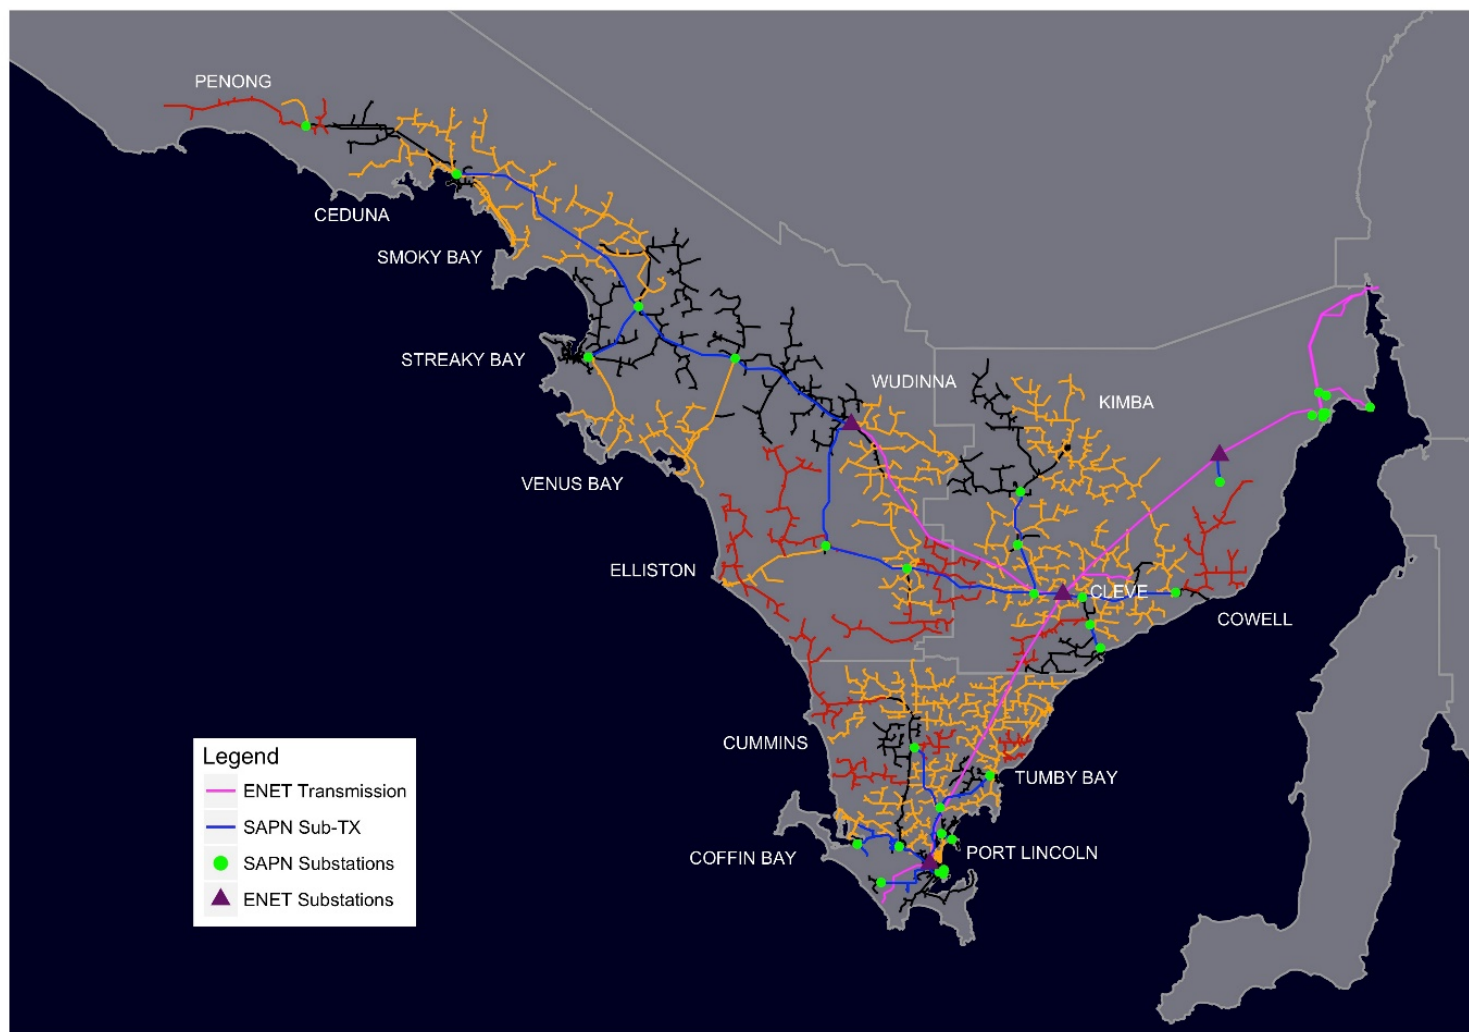 PENONG
CEDUNA
SMOKY BAY
STREAKY BAY
WUDINNA
KIMBA
VENUS BAY
ELLISTON
CLEVE
COWELL
CUMMINS
TUMBY BAY
COFFIN BAY
PORT LINCOLN
Legend
ENET Transmission
SAPN Sub-TX
SAPN Substations
ENET Substations